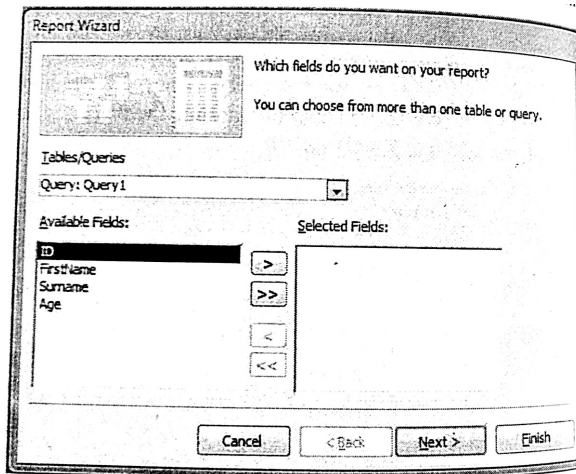 Report Wizard
Which fields do you want on your report?
You can choose from more than one table or query.
Tables/Queries
Query: Query1
Available Fields:
Selected Fields:
ID
FirstName
Surname
Age
>
>>
<
<<
Cancel
< Back
Next >
Finish